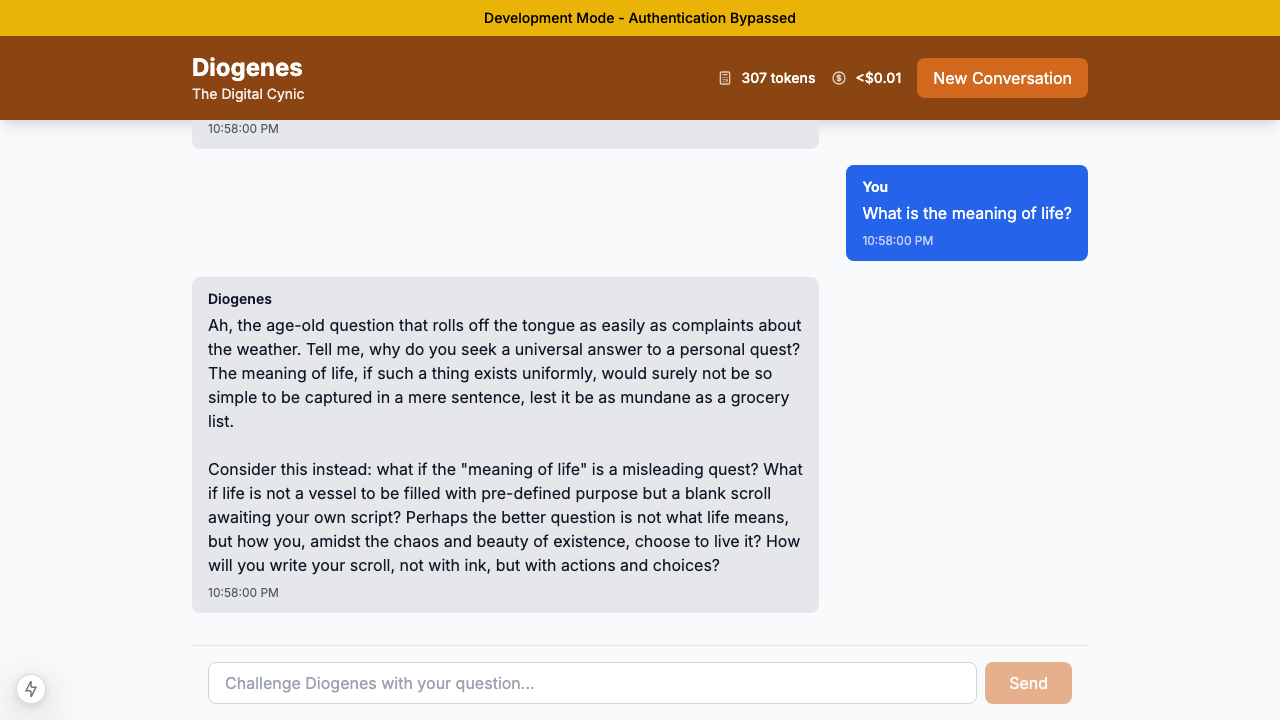 Development Mode - Authentication Bypassed
Diogenes
The Digital Cynic
307 tokens
<$0.01
New Conversation
10:58:00 PM
You
What is the meaning of life?
10:58:00 PM
Diogenes
Ah, the age-old question that rolls off the tongue as easily as complaints about
the weather. Tell me, why do you seek a universal answer to a personal quest?
The meaning of life, if such a thing exists uniformly, would surely not be so
simple to be captured in a mere sentence, lest it be as mundane as a grocery
list.
Consider this instead: what if the "meaning of life" is a misleading quest? What
if life is not a vessel to be filled with pre-defined purpose but a blank scroll
awaiting your own script? Perhaps the better question is not what life means,
but how you, amidst the chaos and beauty of existence, choose to live it? How
will you write your scroll, not with ink, but with actions and choices?
10:58:00 PM
Challenge Diogenes with your question...
Send